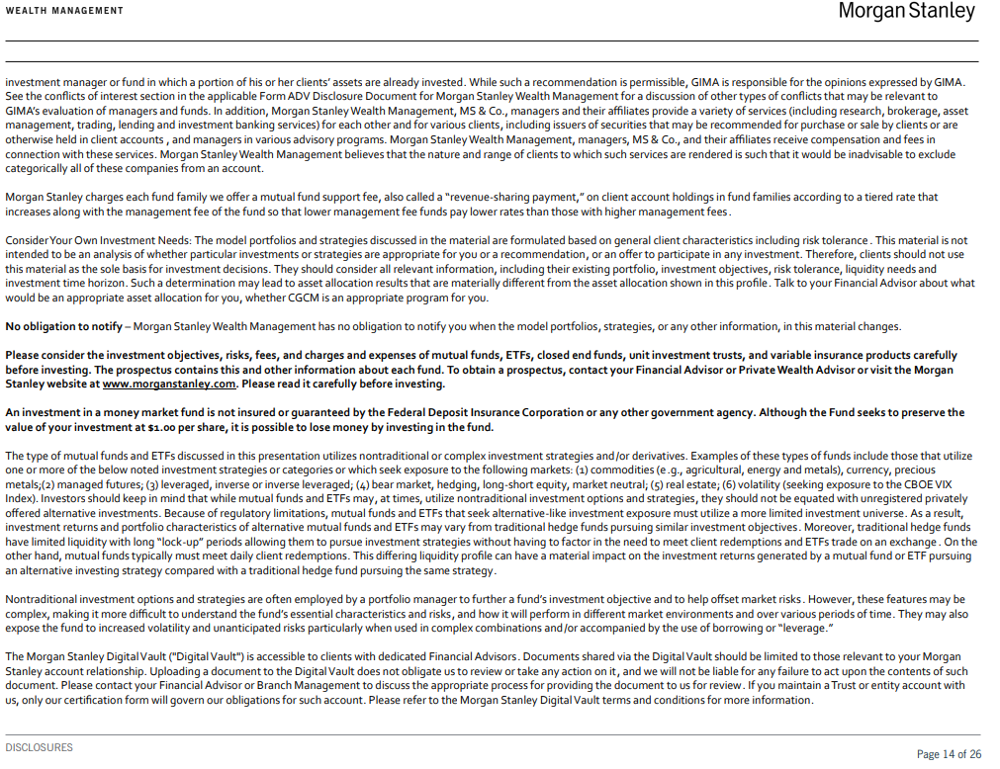 WEALTH MANAGEMENT
Morgan Stanley
investment manager or fund in which a portion of his or her clients' assets are already invested. While such a recommendation is permissible, GIMA is responsible for the opinions expressed by GIMA.
See the conflicts of interest section in the applicable Form ADV Disclosure Document for Morgan Stanley Wealth Management for a discussion of other types of conflicts that may be relevant to
GIMA's evaluation of managers and funds. In addition, Morgan Stanley Wealth Management, MS & Co., managers and their affiliates provide a variety of services (including research, brokerage, asset
management, trading, lending and investment banking services) for each other and for various clients, including issuers of securities that may be recommended for purchase or sale by clients or are
otherwise held in client accounts , and managers in various advisory programs. Morgan Stanley Wealth Management, managers, MS & Co., and their affiliates receive compensation and fees in
connection with these services. Morgan Stanley Wealth Management believes that the nature and range of clients to which such services are rendered is such that it would be inadvisable to exclude
categorically all of these companies from an account.
Morgan Stanley charges each fund family we offer a mutual fund support fee, also called a "revenue-sharing payment," on client account holdings in fund families according to a tiered rate that
increases along with the management fee of the fund so that lower management fee funds pay lower rates than those with higher management fees.
Consider Your Own Investment Needs: The model portfolios and strategies discussed in the material are formulated based on general client characteristics including risk tolerance. This material is not
intended to be an analysis of whether particular investments or strategies are appropriate for you or a recommendation, or an offer to participate in any investment. Therefore, clients should not use
this material as the sole basis for investment decisions. They should consider all relevant information, including their existing portfolio, investment objectives, risk tolerance, liquidity needs and
investment time horizon. Such a determination may lead to asset allocation results that are materially different from the asset allocation shown in this profile. Talk to your Financial Advisor about what
would be an appropriate asset allocation for you, whether CGCM is an appropriate program for you.
No obligation to notify – Morgan Stanley Wealth Management has no obligation to notify you when the model portfolios, strategies, or any other information, in this material changes.
Please consider the investment objectives, risks, fees, and charges and expenses of mutual funds, ETFs, closed end funds, unit investment trusts, and variable insurance products carefully
before investing. The prospectus contains this and other information about each fund. To obtain a prospectus, contact your Financial Advisor or Private Wealth Advisor or visit the Morgan
Stanley website at www.morganstanley.com. Please read it carefully before investing.
An investment in a money market fund is not insured or guaranteed by the Federal Deposit Insurance Corporation or any other government agency. Although the Fund seeks to preserve the
value of your investment at $1.00 per share, it is possible to lose money by investing in the fund.
The type of mutual funds and ETFs discussed in this presentation utilizes nontraditional or complex investment strategies and/or derivatives. Examples of these types of funds include those that utilize
one or more of the below noted investment strategies or categories or which seek exposure to the following markets: (1) commodities (e.g., agricultural, energy and metals), currency, precious
metals;(2) managed futures; (3) leveraged, inverse or inverse leveraged; (4) bear market, hedging, long-short equity, market neutral; (5) real estate; (6) volatility (seeking exposure to the CBOE VIX
Index). Investors should keep in mind that while mutual funds and ETFs may, at times, utilize nontraditional investment options and strategies, they should not be equated with unregistered privately
offered alternative investments. Because of regulatory limitations, mutual funds and ETFs that seek alternative-like investment exposure must utilize a more limited investment universe. As a result,
investment returns and portfolio characteristics of alternative mutual funds and ETFs may vary from traditional hedge funds pursuing similar investment objectives. Moreover, traditional hedge funds
have limited liquidity with long "lock-up" periods allowing them to pursue investment strategies without having to factor in the need to meet client redemptions and ETFs trade on an exchange. On the
other hand, mutual funds typically must meet daily client redemptions. This differing liquidity profile can have a material impact on the investment returns generated by a mutual fund or ETF pursuing
an alternative investing strategy compared with a traditional hedge fund pursuing the same strategy.
Nontraditional investment options and strategies are often employed by a portfolio manager to further a fund's investment objective and to help offset market risks. However, these features may be
complex, making it more difficult to understand the fund's essential characteristics and risks, and how it will perform in different market environments and over various periods of time. They may also
expose the fund to increased volatility and unanticipated risks particularly when used in complex combinations and/or accompanied by the use of borrowing or "leverage."
The Morgan Stanley Digital Vault ("Digital Vault") is accessible to clients with dedicated Financial Advisors. Documents shared via the Digital Vault should be limited to those relevant to your Morgan
Stanley account relationship. Uploading a document to the Digital Vault does not obligate us to review or take any action on it, and we will not be liable for any failure to act upon the contents of such
document. Please contact your Financial Advisor or Branch Management to discuss the appropriate process for providing the document to us for review. If you maintain a Trust or entity account with
us, only our certification form will govern our obligations for such account. Please refer to the Morgan Stanley Digital Vault terms and conditions for more information.
DISCLOSURES
Page 14 of 26